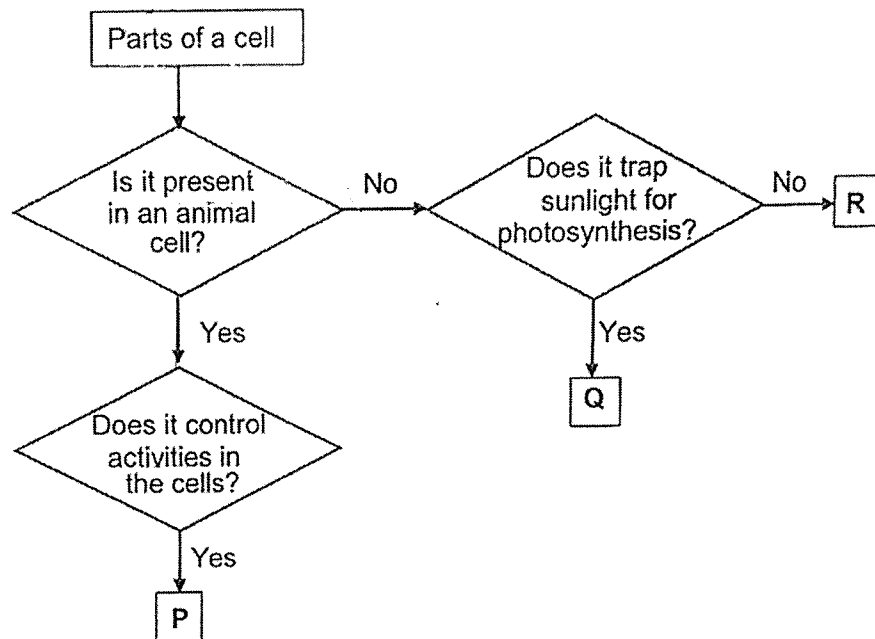 Parts of a cell
Is it present
in an animal
cell?
No
Does it trap
sunlight for
photosynthesis?
No
R
Yes
Yes
Q
Does it control
activities in
the cells?
Yes
P